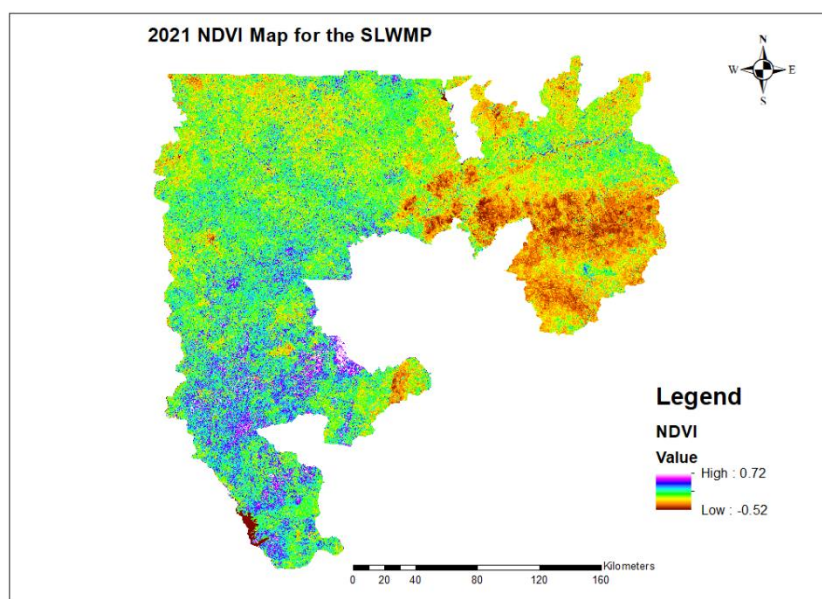 2021 NDVI Map for the SLWMP
N
W E
S
Legend
NDVI
Value
High : 0.72
Low : -0.52
Kilometers
0 20 40 80 120 160